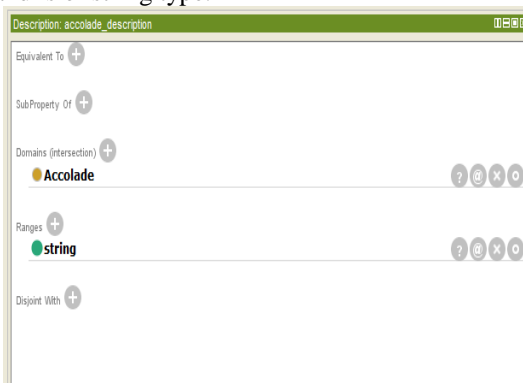 Description: accolade_description
Equivalent To
SubProperty Of
Domains (intersection)
Accolade
Ranges
string
Disjoint With